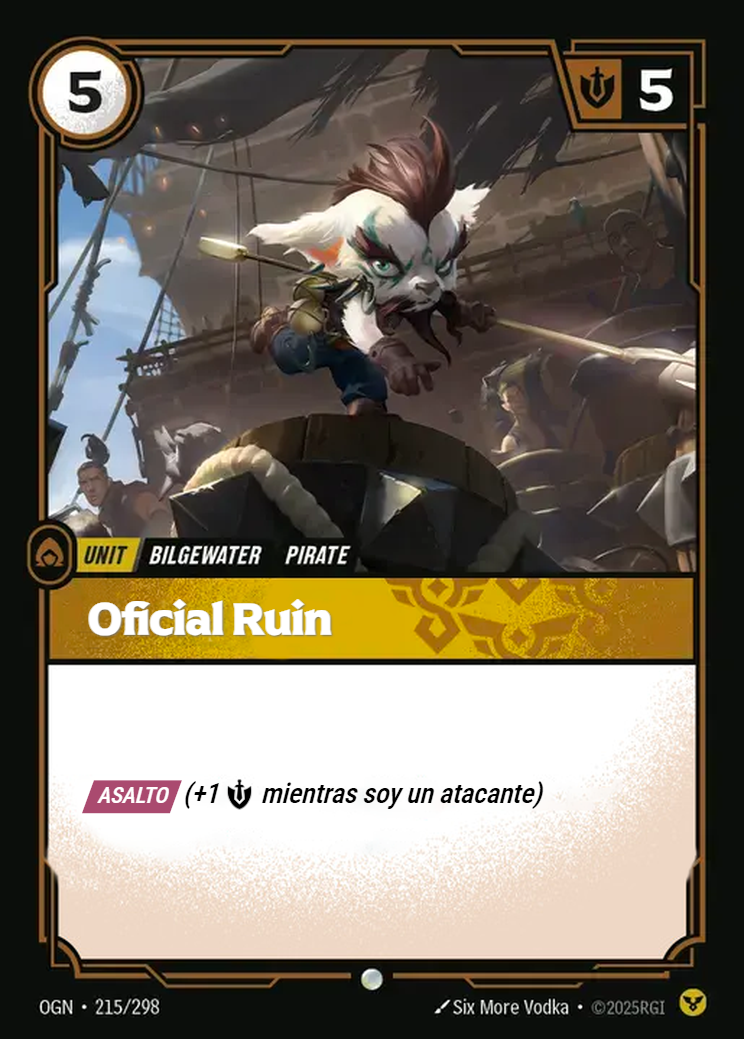 5
5
UNIT BILGEWATER PIRATE
Oficial Ruin
ASALTO (+1 mientras soy un atacante)
OGN • 215/298
Six More Vodka • ©2025RGI